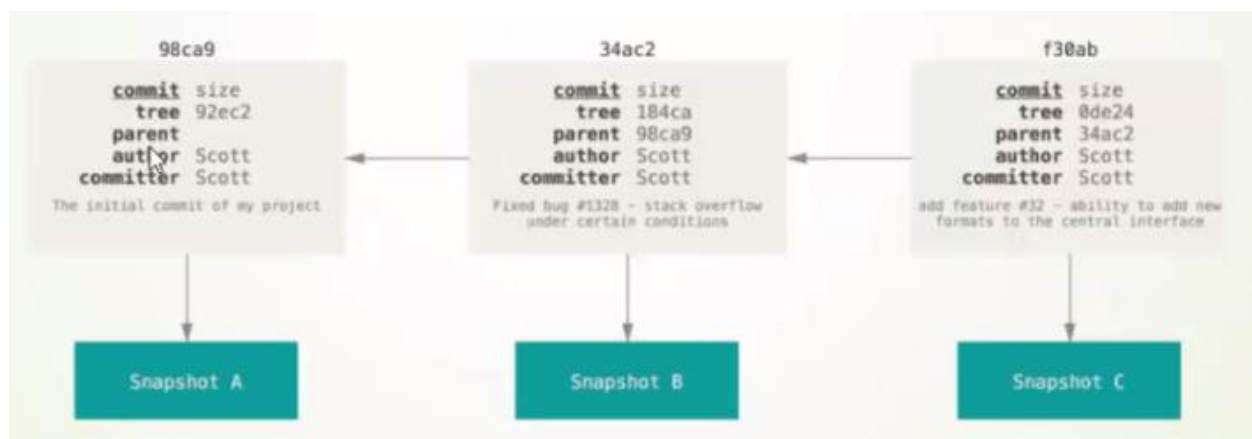 98ca9
commit size
tree 92ec2
parent
author Scott
committer Scott
The initial commit of my project
34ac2
commit size
tree 184ca
parent 98ca9
author Scott
committer Scott
Fixed bug #1328 - stack overflow
under certain conditions
f30ab
commit size
tree 0de24
parent 34ac2
author Scott
committer Scott
add feature #32 - ability to add new
formats to the central interface
Snapshot A
Snapshot B
Snapshot C